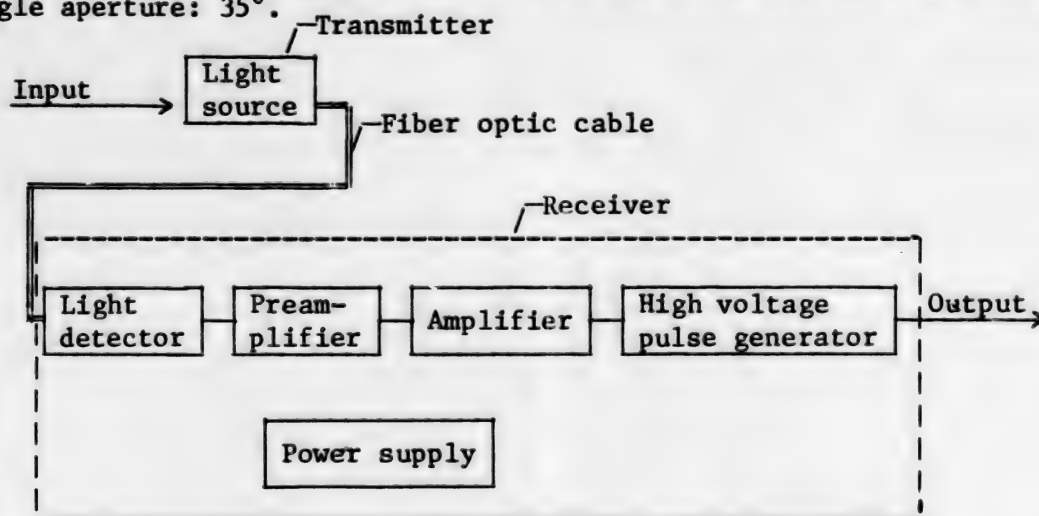 gle aperture: 35°.
Transmitter
Light
source
Input
Fiber optic cable
Receiver
Light
detector
Pream-
plifier
Amplifier
High voltage
pulse generator
Output
Power supply